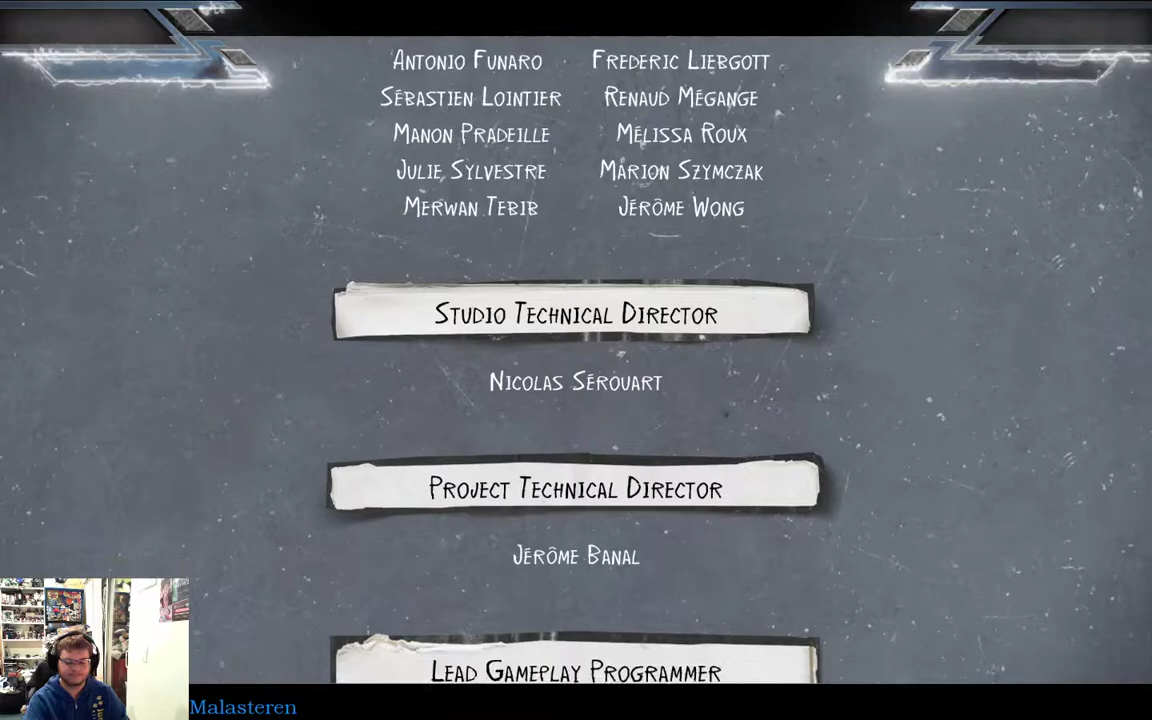 Antonio Funaro Frederic Liebgott
Sébastien Lointier Renaud Mégange
Manon Pradeille Mélissa Roux
Julie Sylvestre Marion Szymczak
Merwan Tebib Jérôme Wong
Studio Technical Director
Nicolas Sérouart
Project Technical Director
Jérôme Banal
Lead Gameplay Programmer
Malasteren